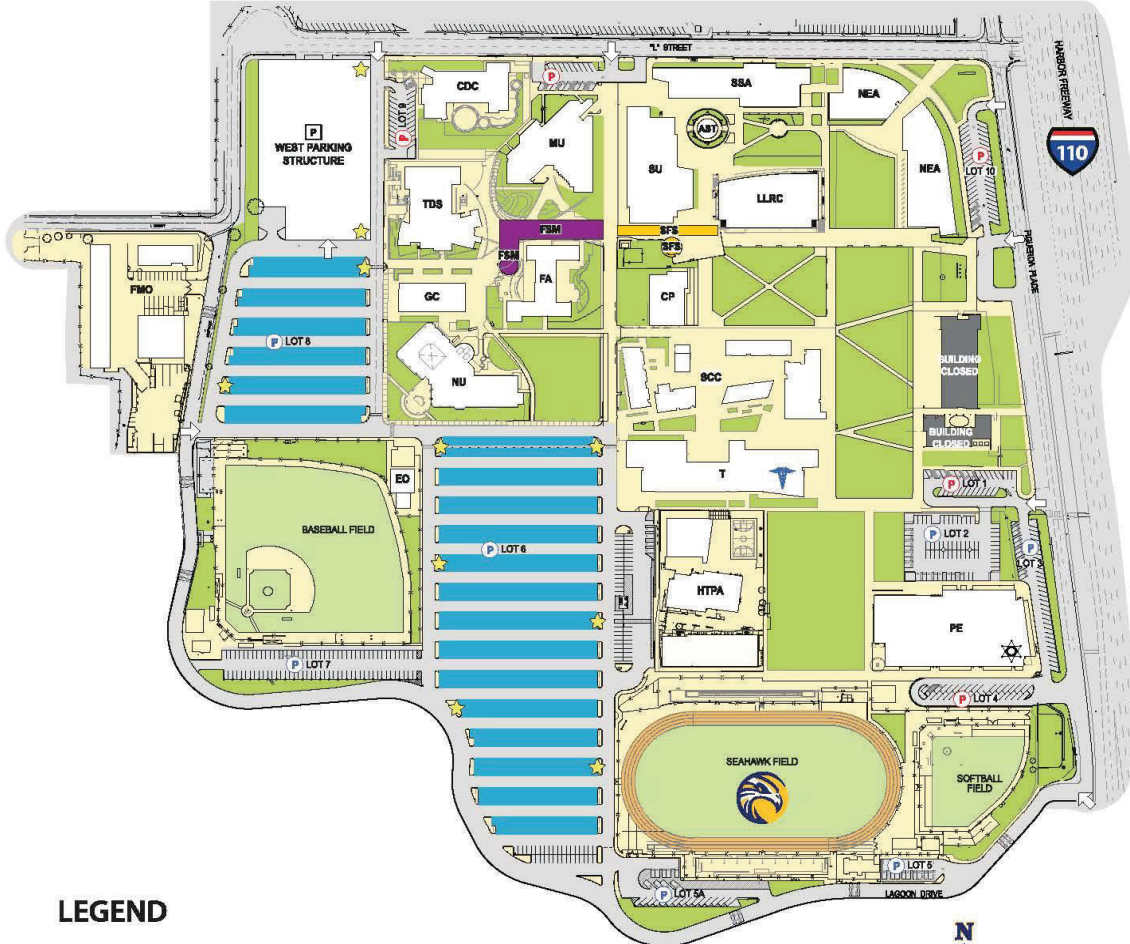 "L" STREET
HARBOR FREEWAY
110
P
CDC
SSA
NEA
LOT 9
P
AST
P
WEST PARKING
STRUCTURE
MU
SU
NEA
P
LOT 10
LLRC
TDS
FSM
SFS
FSM
SFS
FIGUEROA PLACE
FMO
FA
GC
CP
P LOT 8
BUILDING
CLOSED
NU
SCC
BUILDING
CLOSED
EO
T
P LOT 1
BASEBALL FIELD
P LOT 2
P LOT 6
P
LOT 3
HTPA
PE
P LOT 7
P LOT 4
SEAHAWK FIELD
SOFTBALL
FIELD
P LOT 5
P LOT 5A
LAGOON DRIVE
LEGEND
N